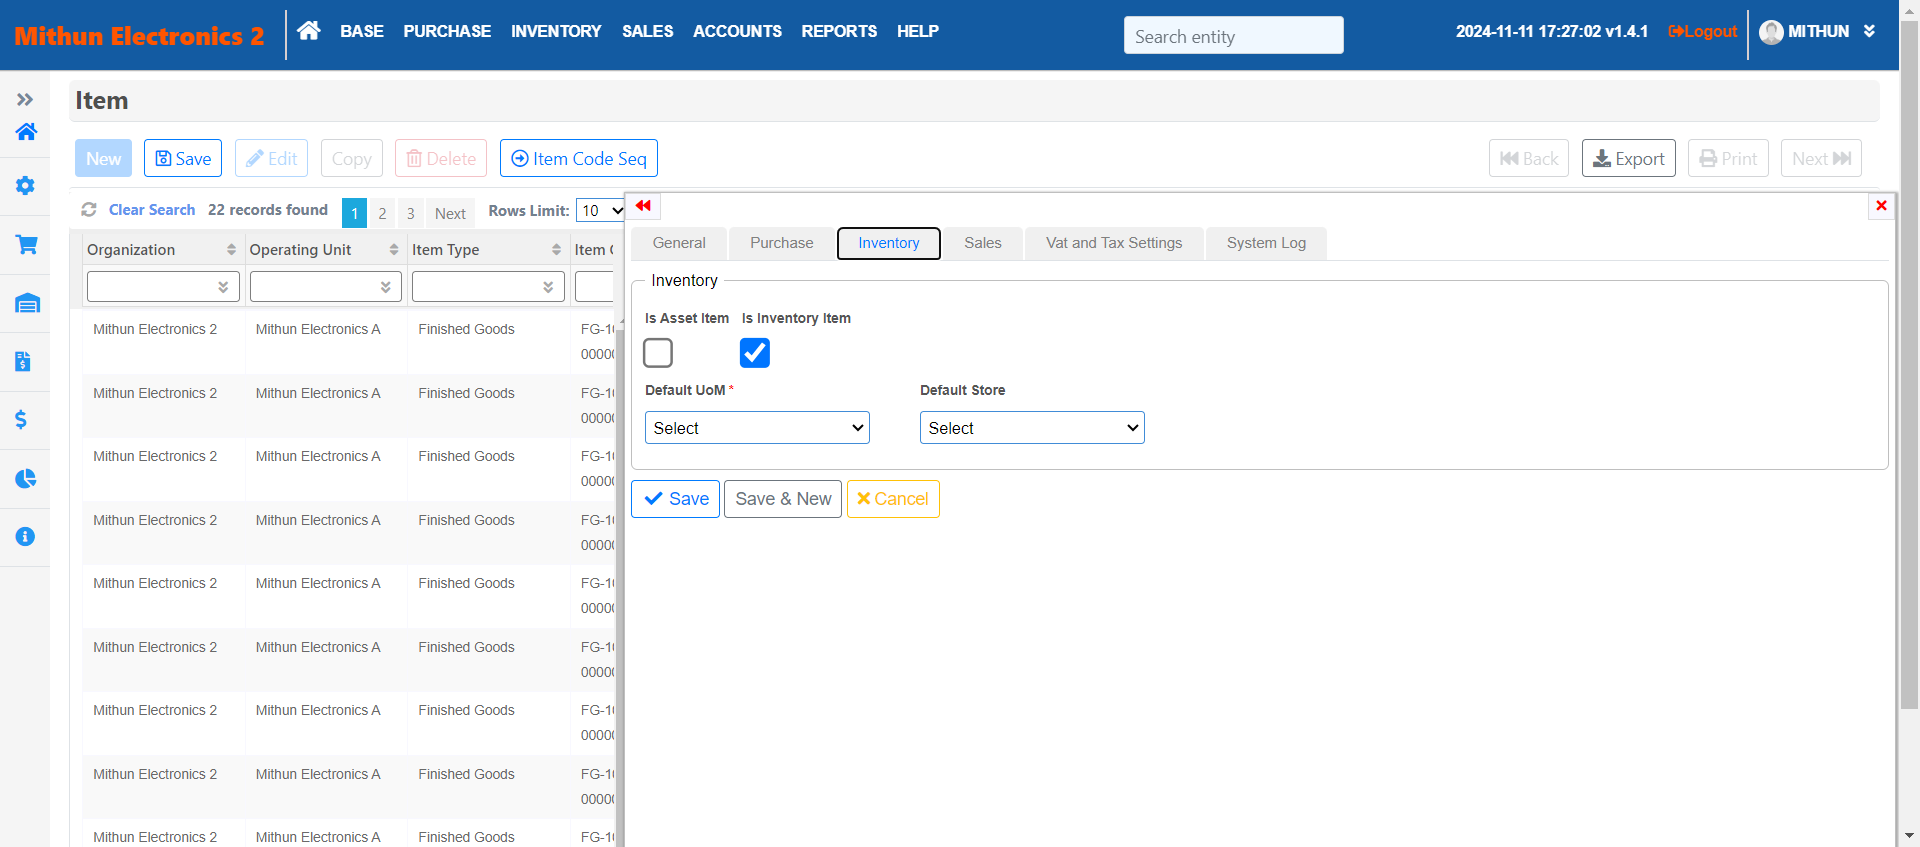 Mithun Electronics 2
BASE PURCHASE INVENTORY SALES ACCOUNTS REPORTS HELP
Search entity
2024-11-11 17:27:02 v1.4.1
Logout
MITHUN
Item
New Save Edit Copy Delete Item Code Seq
Back Export Print Next
Clear Search 22 records found 1 2 3 Next Rows Limit: 10
General Purchase Inventory Sales Vat and Tax Settings System Log
Organization Operating Unit Item Type Item
Inventory
Is Asset Item Is Inventory Item
Default UoM * Default Store
Select Select
Save Save & New Cancel
Mithun Electronics 2 Mithun Electronics A Finished Goods FG-1
0000
Mithun Electronics 2 Mithun Electronics A Finished Goods FG-1
0000
Mithun Electronics 2 Mithun Electronics A Finished Goods FG-1
0000
Mithun Electronics 2 Mithun Electronics A Finished Goods FG-1
0000
Mithun Electronics 2 Mithun Electronics A Finished Goods FG-1
0000
Mithun Electronics 2 Mithun Electronics A Finished Goods FG-1
0000
Mithun Electronics 2 Mithun Electronics A Finished Goods FG-1
0000
Mithun Electronics 2 Mithun Electronics A Finished Goods FG-1
0000
Mithun Electronics 2 Mithun Electronics A Finished Goods FG-1